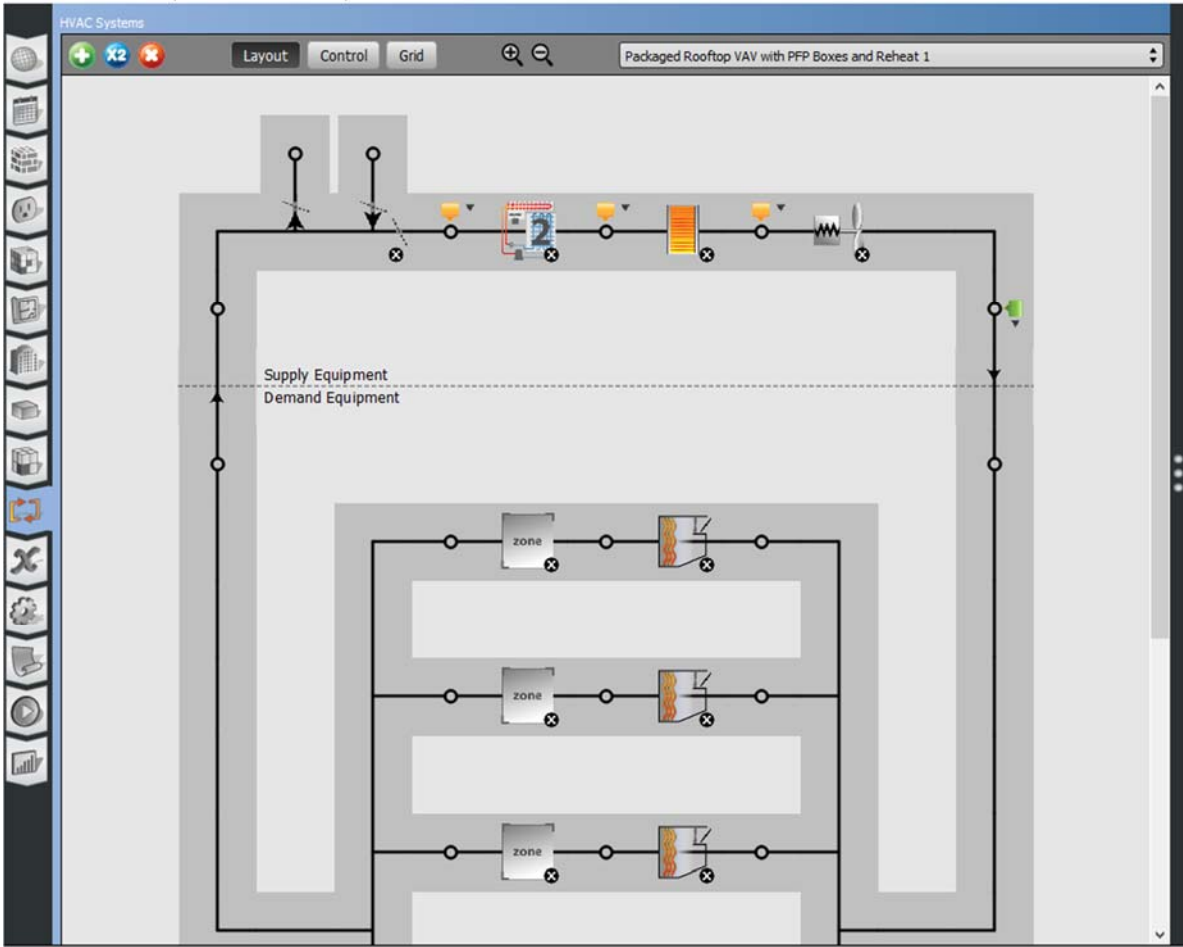 HVAC Systems
X2
Layout Control Grid
Packaged Rooftop VAV with PFP Boxes and Reheat 1
2
Supply Equipment
Demand Equipment
zone
zone
zone